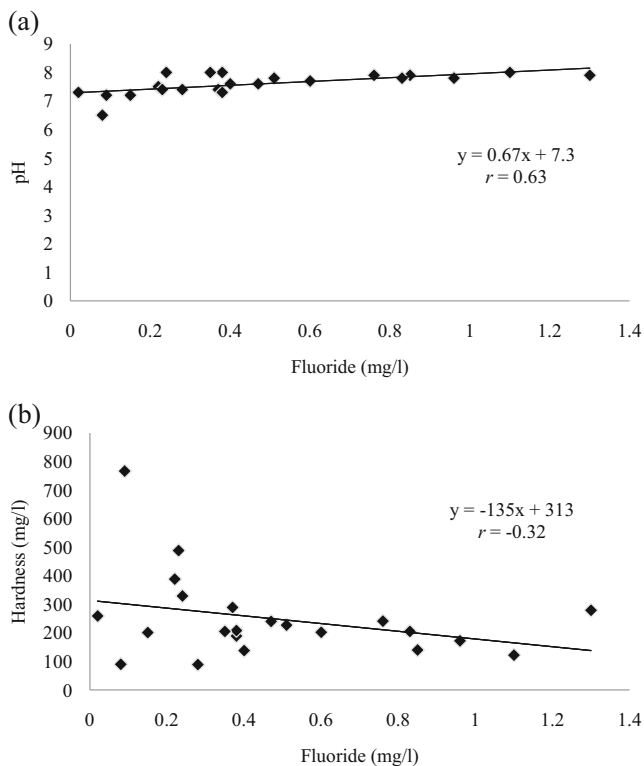 (a)
9
8
7
6
5
4
3
2
1
0
pH
y = 0.67x + 7.3
r = 0.63
0 0.2 0.4 0.6 0.8 1 1.2 1.4
Fluoride (mg/l)
(b)
900
800
700
600
500
400
300
200
100
0
Hardness (mg/l)
y = -135x + 313
r = -0.32
0 0.2 0.4 0.6 0.8 1 1.2 1.4
Fluoride (mg/l)